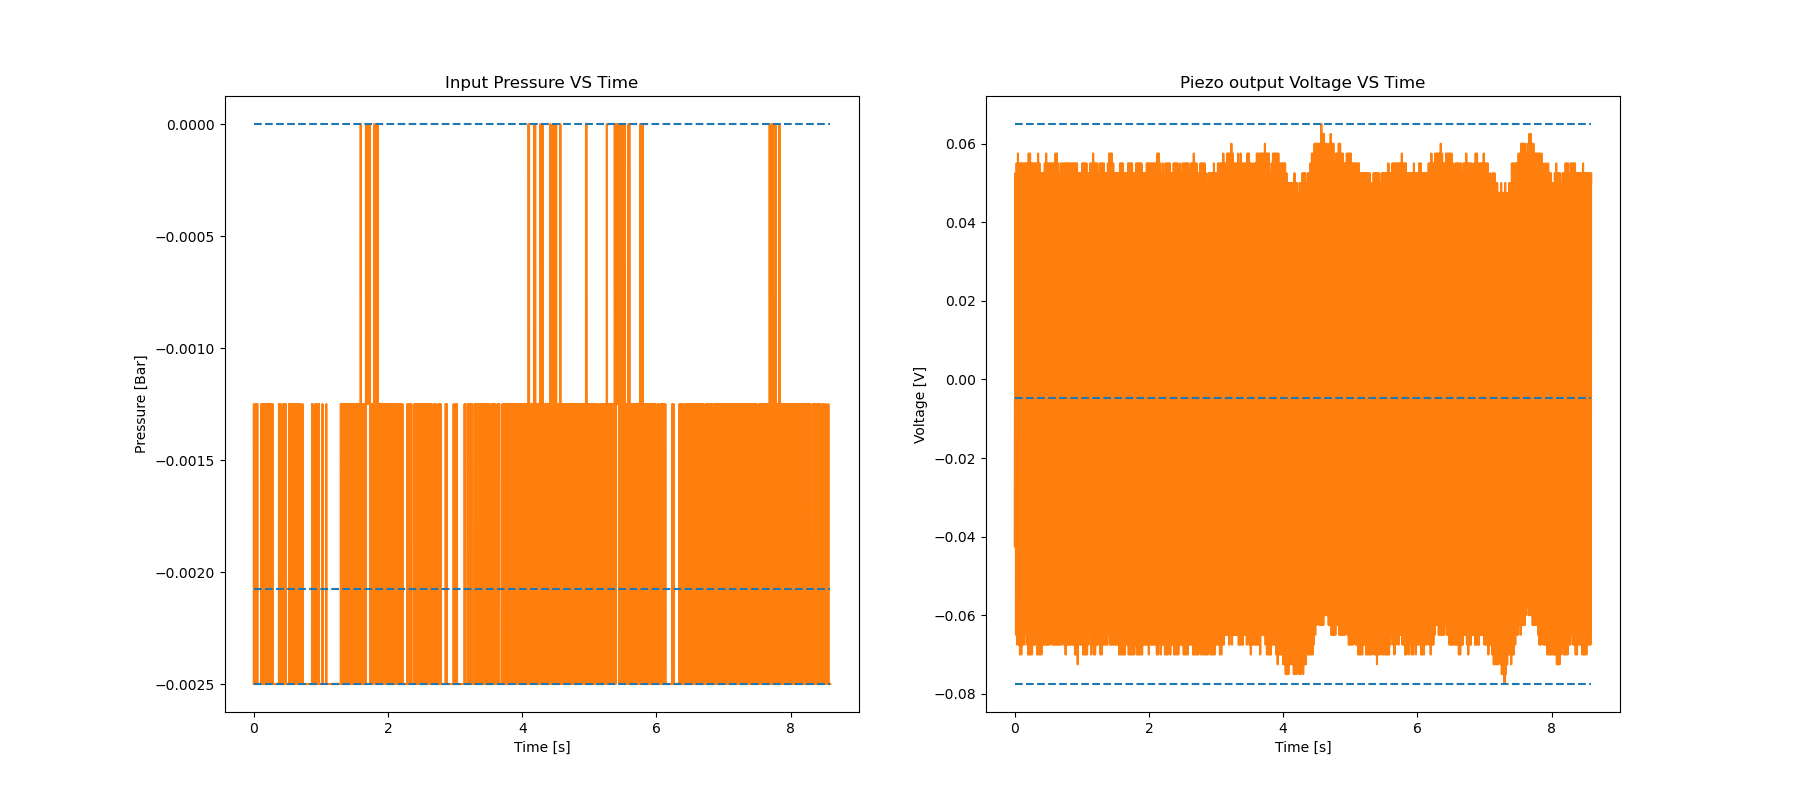 Input Pressure VS Time
0.0000
−0.0005
−0.0010
−0.0015
−0.0020
−0.0025
Pressure [Bar]
0 2 4 6 8
Time [s]
Piezo output Voltage VS Time
0.06
0.04
0.02
0.00
−0.02
−0.04
−0.06
−0.08
Voltage [V]
0 2 4 6 8
Time [s]